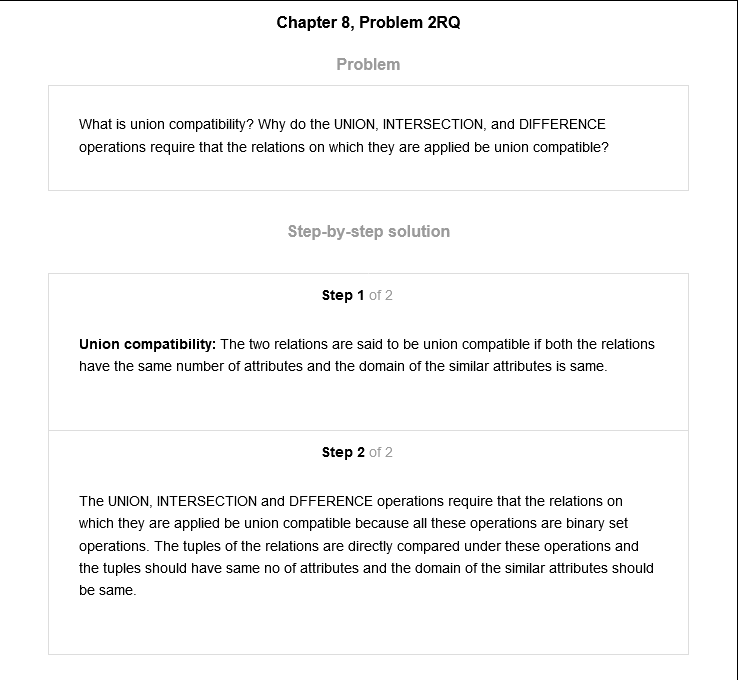 Chapter 8, Problem 2RQ
Problem
What is union compatibility? Why do the UNION, INTERSECTION, and DIFFERENCE
operations require that the relations on which they are applied be union compatible?
Step-by-step solution
Step 1 of 2
Union compatibility: The two relations are said to be union compatible if both the relations
have the same number of attributes and the domain of the similar attributes is same.
Step 2 of 2
The UNION, INTERSECTION and DFFERENCE operations require that the relations on
which they are applied be union compatible because all these operations are binary set
operations. The tuples of the relations are directly compared under these operations and
the tuples should have same no of attributes and the domain of the similar attributes should
be same.